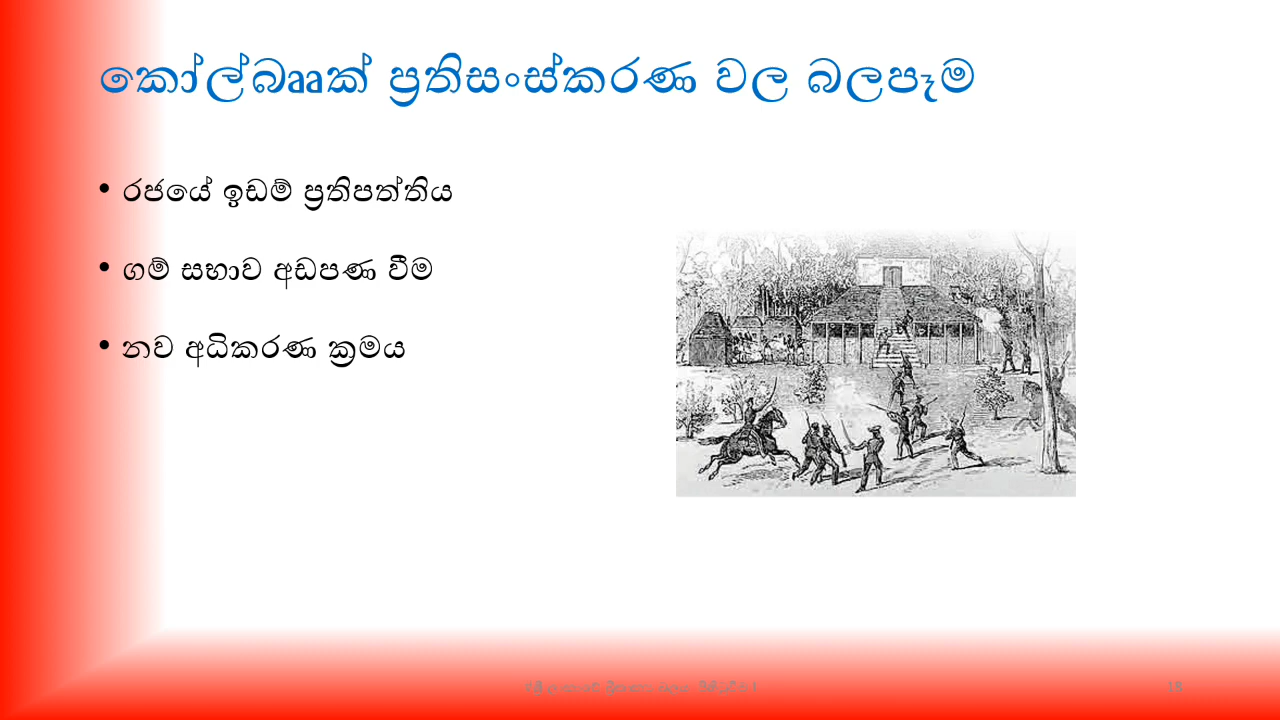 කෝල්බෲක් ප්‍රතිසංස්කරණ වල බලපෑම
• රජයේ ඉඩම් ප්‍රතිපත්තිය
• ගම් සභාව අඩපණ වීම
• නව අධිකරණ ක්‍රමය
18